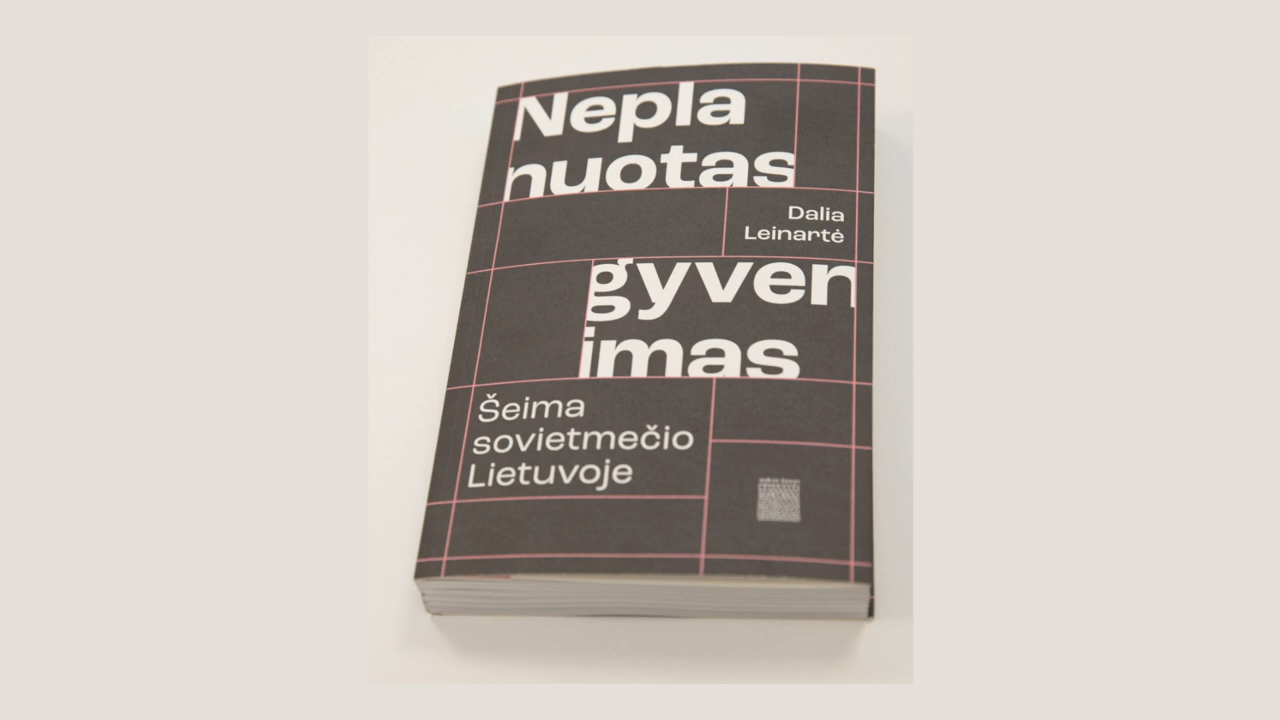 Nepla
nuotas
Dalia
Leinartė
gyven
imas
Šeima
sovietmečio
Lietuvoje